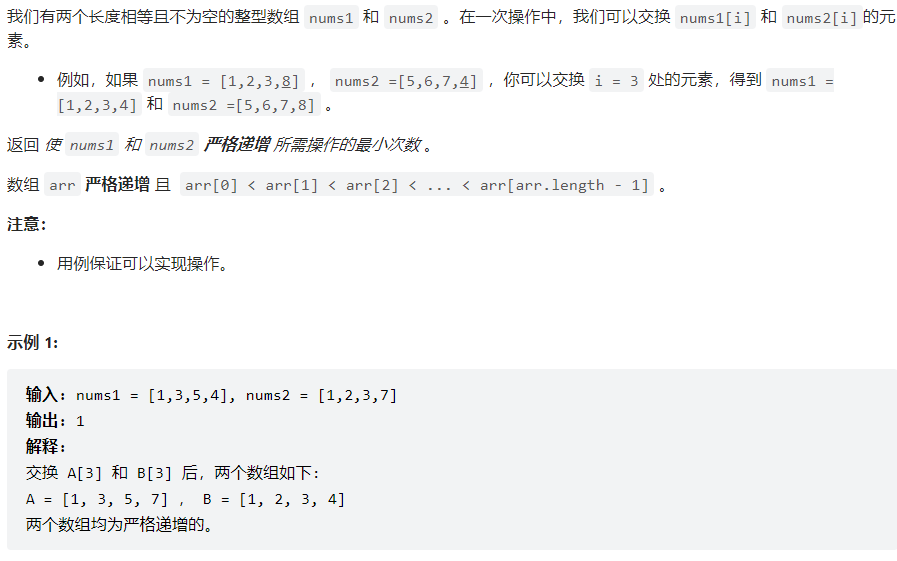 我们有两个长度相等且不为空的整型数组 nums1 和 nums2 。在一次操作中，我们可以交换 nums1[i] 和 nums2[i]的元
素。
• 例如，如果 nums1 = [1,2,3,8] ， nums2 =[5,6,7,4] ，你可以交换 i = 3 处的元素，得到 nums1 =
[1,2,3,4] 和 nums2 =[5,6,7,8] 。
返回 使 nums1 和 nums2 严格递增 所需操作的最小次数 。
数组 arr 严格递增 且 arr[0] < arr[1] < arr[2] < ... < arr[arr.length - 1] 。
注意：
• 用例保证可以实现操作。
示例 1:
输入：nums1 = [1,3,5,4], nums2 = [1,2,3,7]
输出：1
解释：
交换 A[3] 和 B[3] 后，两个数组如下：
A = [1, 3, 5, 7] ， B = [1, 2, 3, 4]
两个数组均为严格递增的。